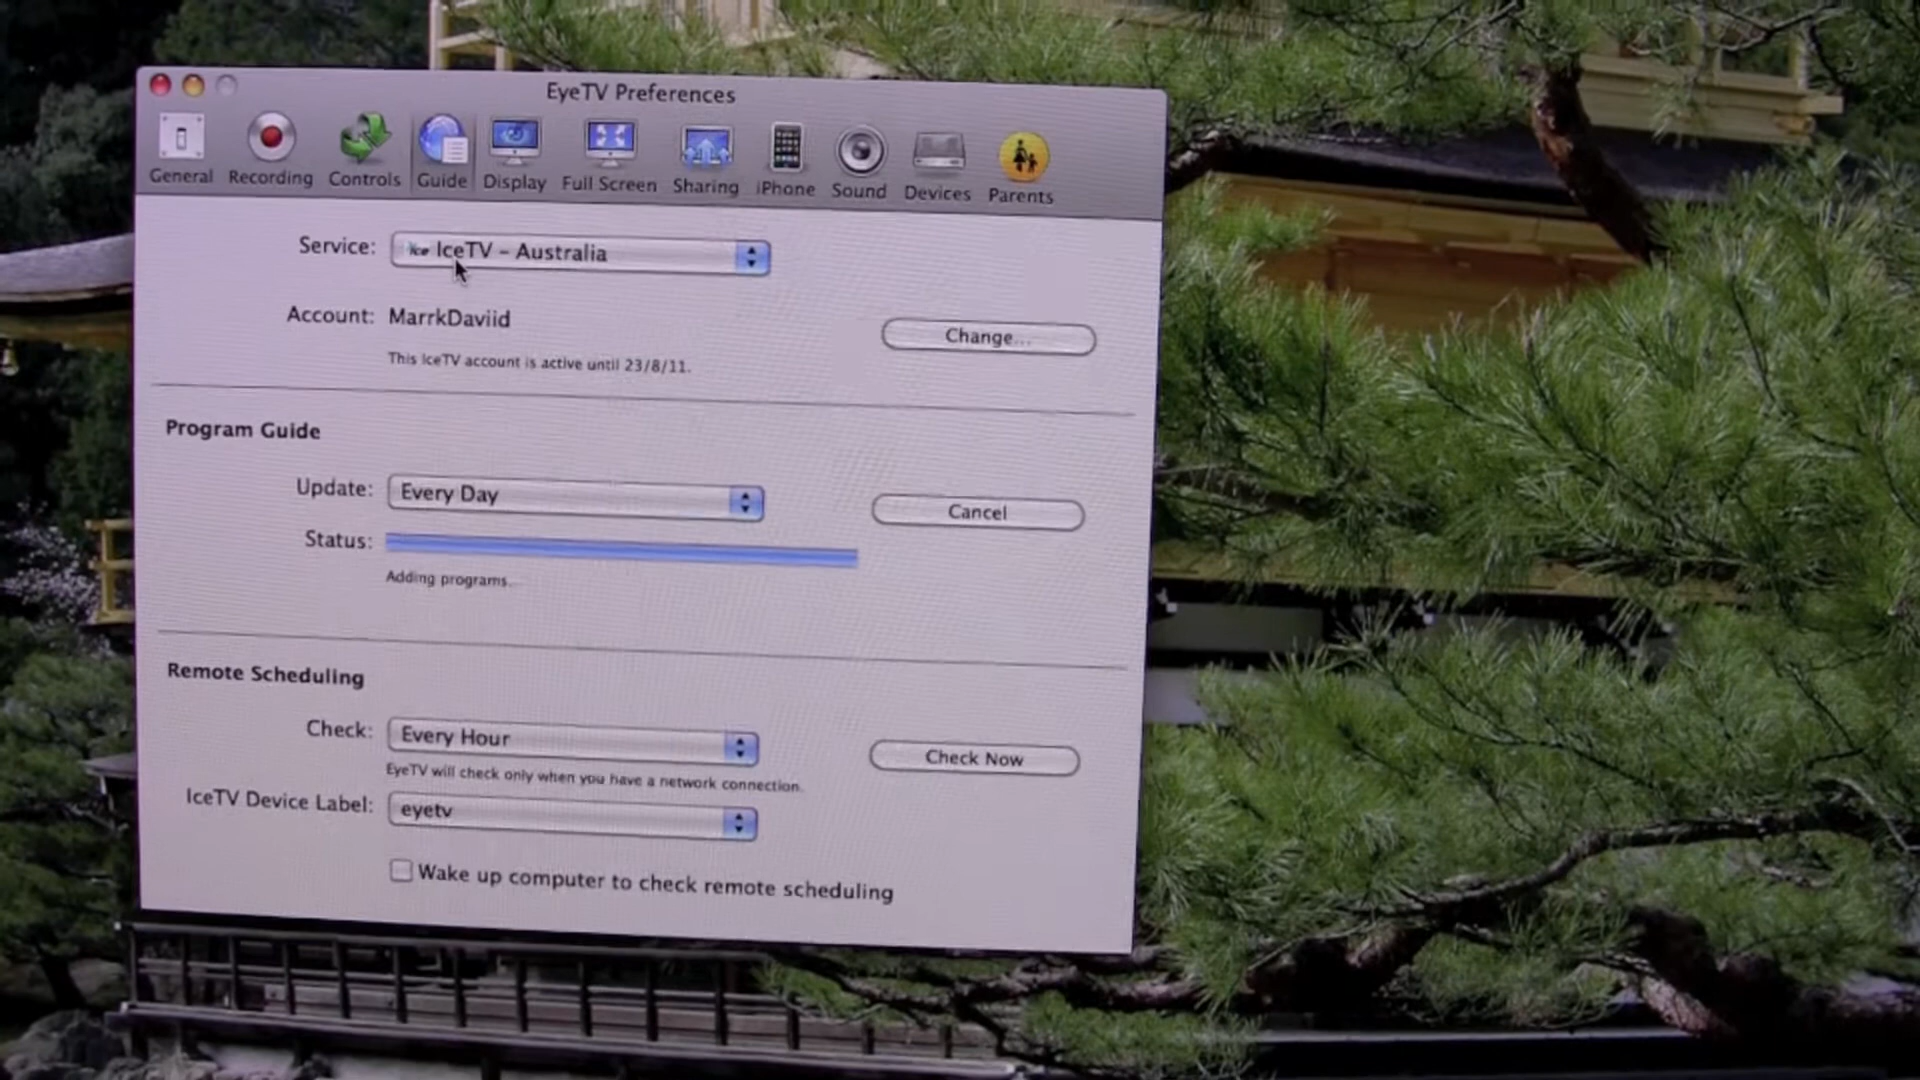 EyeTV Preferences
General Recording Controls Guide Display Full Screen Sharing iPhone Sound Devices Parents
Service: Ice IceTV – Australia
Account: MarrkDaviid
Change...
This IceTV account is active until 23/8/11.
Program Guide
Update: Every Day
Cancel
Status:
Adding programs...
Remote Scheduling
Check: Every Hour
Check Now
EyeTV will check only when you have a network connection.
IceTV Device Label: eyetv
Wake up computer to check remote scheduling